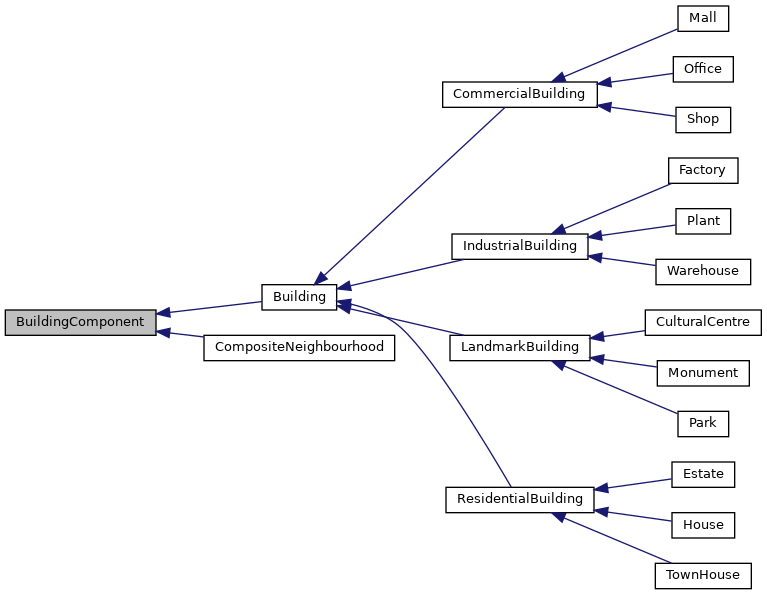 Mall
Office
CommercialBuilding
Shop
Factory
Plant
IndustrialBuilding
Warehouse
Building
BuildingComponent
CulturalCentre
CompositeNeighbourhood
LandmarkBuilding
Monument
Park
Estate
ResidentialBuilding
House
TownHouse